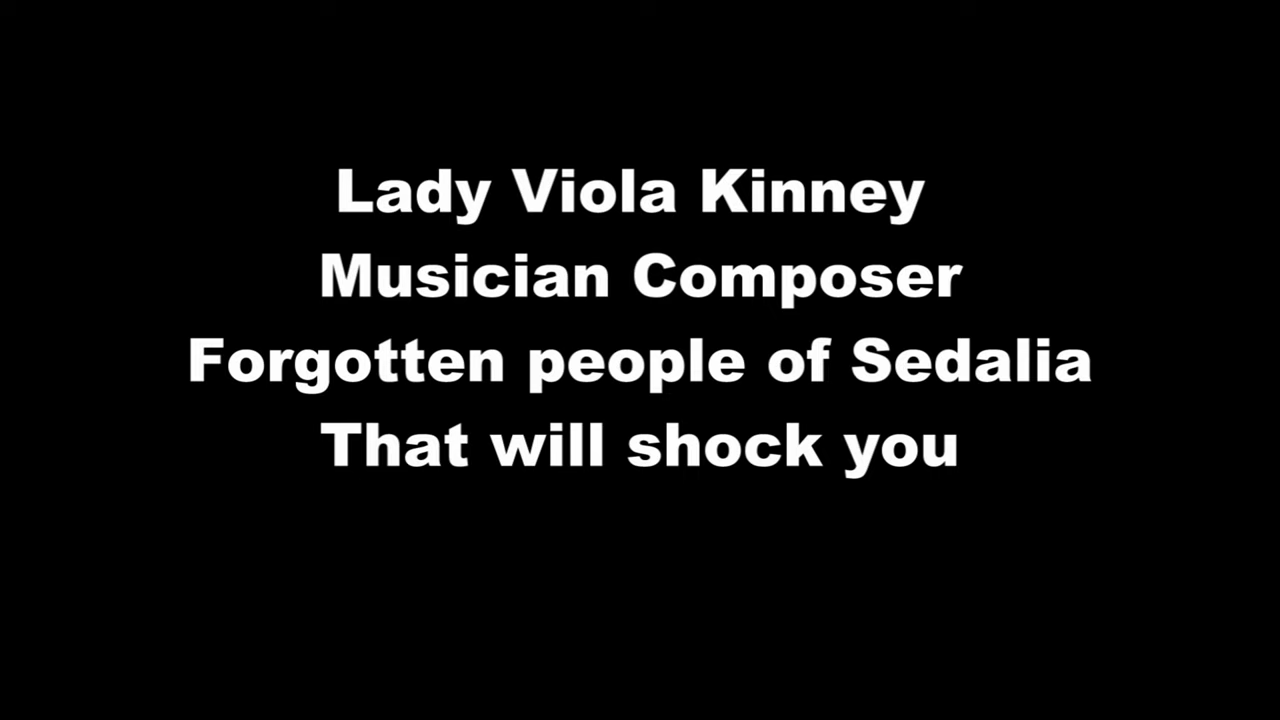 Lady Viola Kinney
Musician Composer
Forgotten people of Sedalia
That will shock you